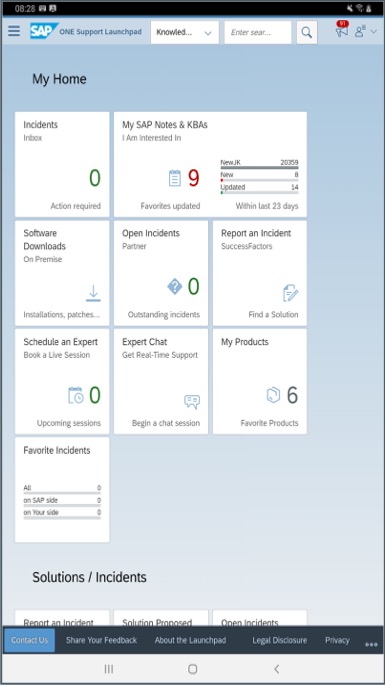 08:28
SAP ONE Support Launchpad Knowled... Enter sear... 91
My Home
Incidents
Inbox
0
Action required
My SAP Notes & KBAs
I Am Interested In
9
Favorites updated
NewJK 20359
New 8
Updated 14
Within last 23 days
Software
Downloads
On Premise
Installations, patches...
Open Incidents
Partner
0
Outstanding incidents
Report an Incident
SuccessFactors
Find a Solution
Schedule an Expert
Book a Live Session
0
Upcoming sessions
Expert Chat
Get Real-Time Support
Begin a chat session
My Products
6
Favorite Products
Favorite Incidents
All 0
on SAP side 0
on Your side 0
Solutions / Incidents
Report an Incident
Solution Proposed
Open Incidents
Contact Us Share Your Feedback About the Launchpad Legal Disclosure Privacy